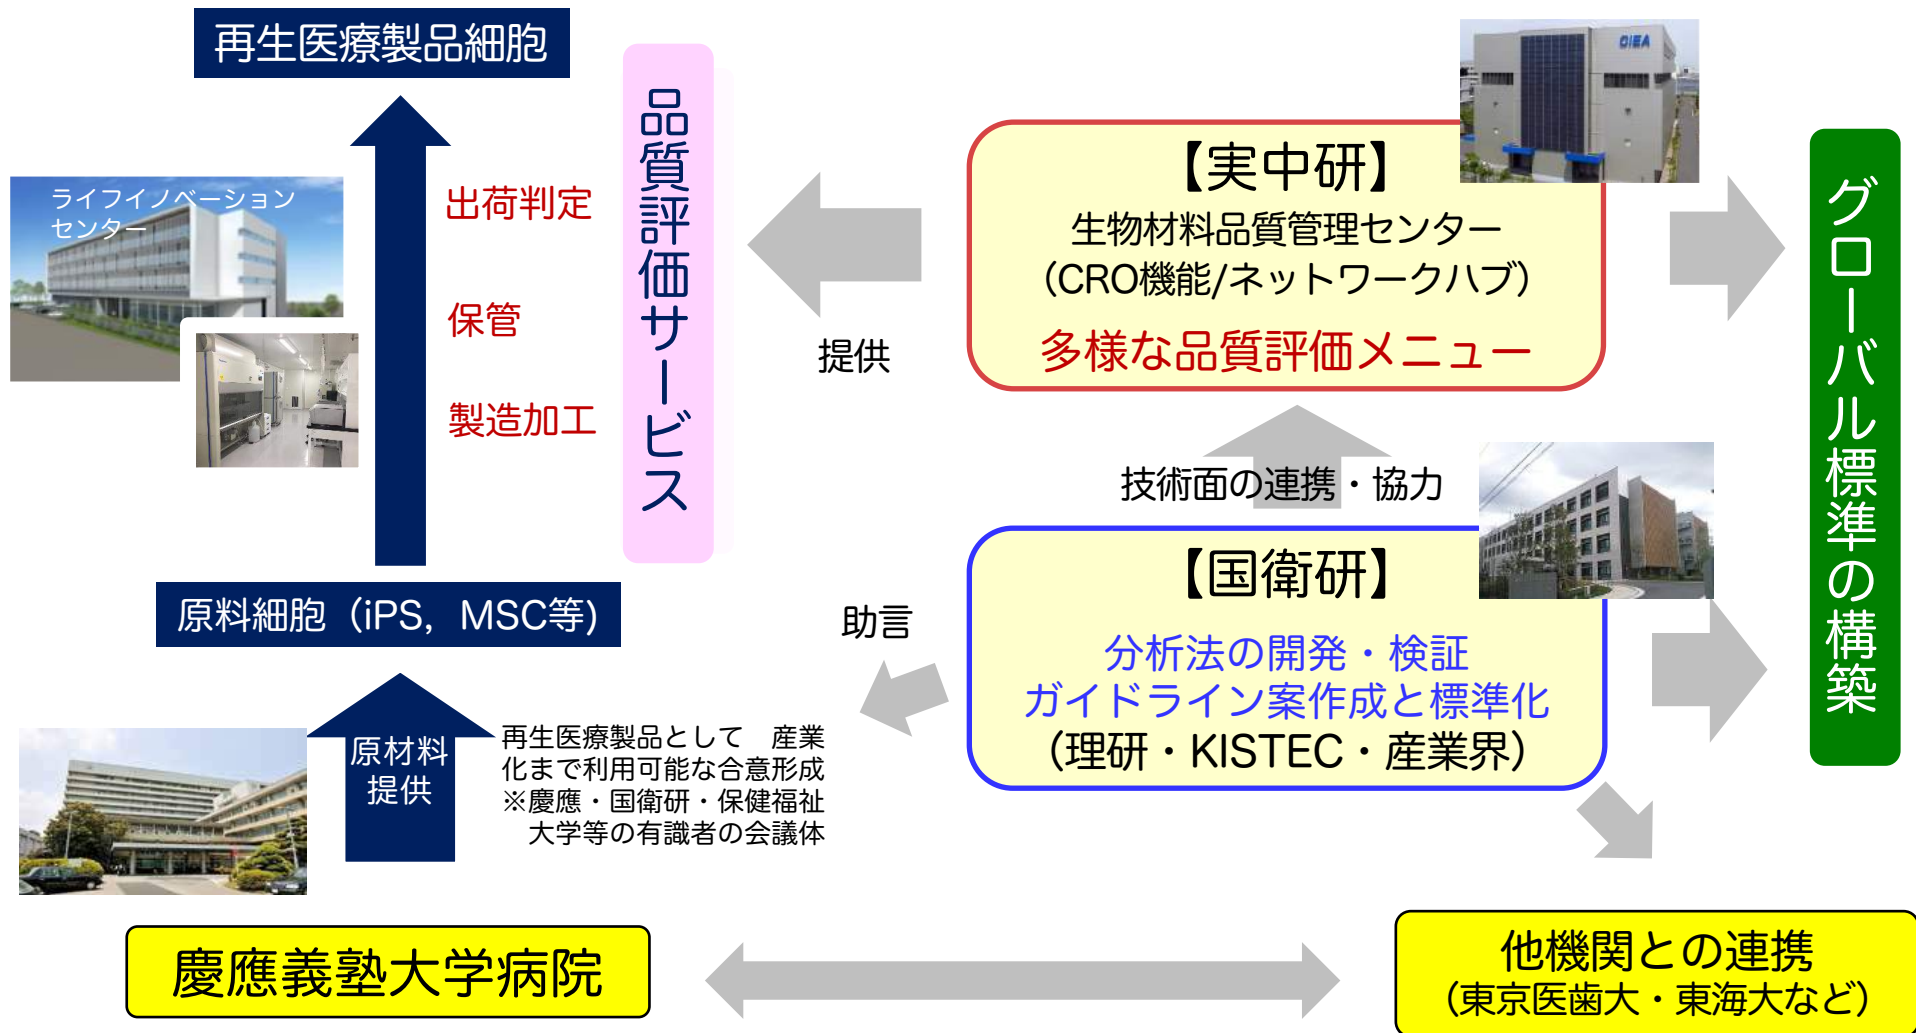 再生医療製品細胞
ライフイノベーション
センター
出荷判定
保管
製造加工
品質評価サービス
原料細胞（iPS，MSC等)
原材料
提供
再生医療製品として　産業
化まで利用可能な合意形成
※慶應・国衛研・保健福祉
大学等の有識者の会議体
慶應義塾大学病院
提供
助言
CIEA
【実中研】
生物材料品質管理センター
（CRO機能/ネットワークハブ）
多様な品質評価メニュー
技術面の連携・協力
【国衛研】
分析法の開発・検証
ガイドライン案作成と標準化
（理研・KISTEC・産業界）
グローバル標準の構築
他機関との連携
（東京医歯大・東海大など）